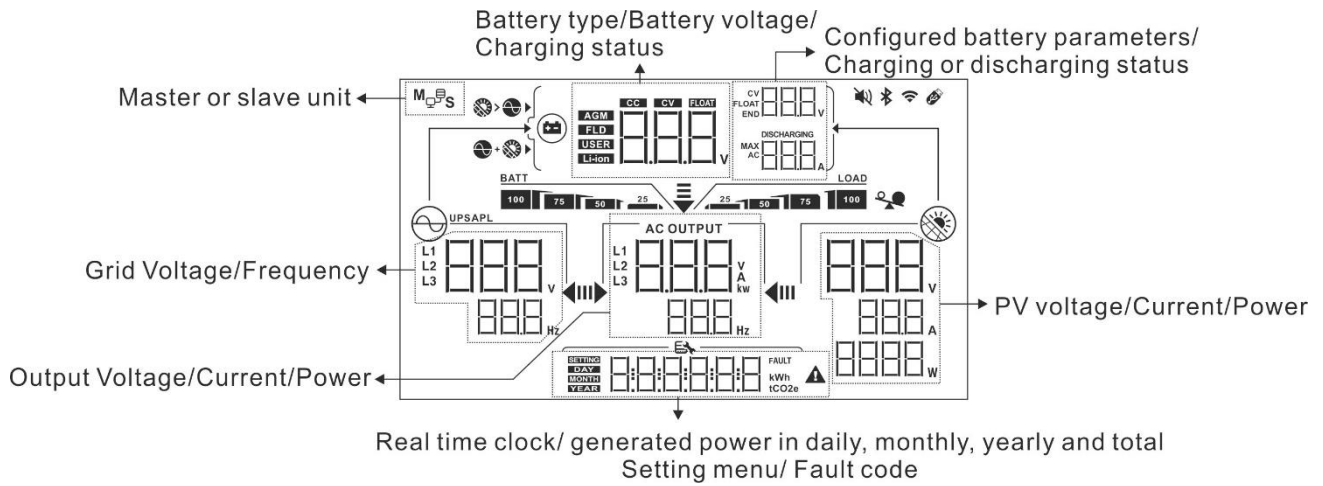 Battery type/Battery voltage/
Charging status
Configured battery parameters/
Charging or discharging status
Master or slave unit
M S
CC CV FLOAT
AGM
FLD
USER
Li-ion
V
CV
FLOAT
END
V
DISCHARGING
MAX
AC
A
BATT
100 75 50 25
LOAD
25 50 75 100
UPSAPL
L1
L2
L3
V
Hz
Grid Voltage/Frequency
AC OUTPUT
L1
L2
L3
V
A
kw
Hz
V
A
W
PV voltage/Current/Power
Output Voltage/Current/Power
SETTING
DAY
MONTH
YEAR
FAULT
kWh
tCO2e
Real time clock/ generated power in daily, monthly, yearly and total
Setting menu/ Fault code